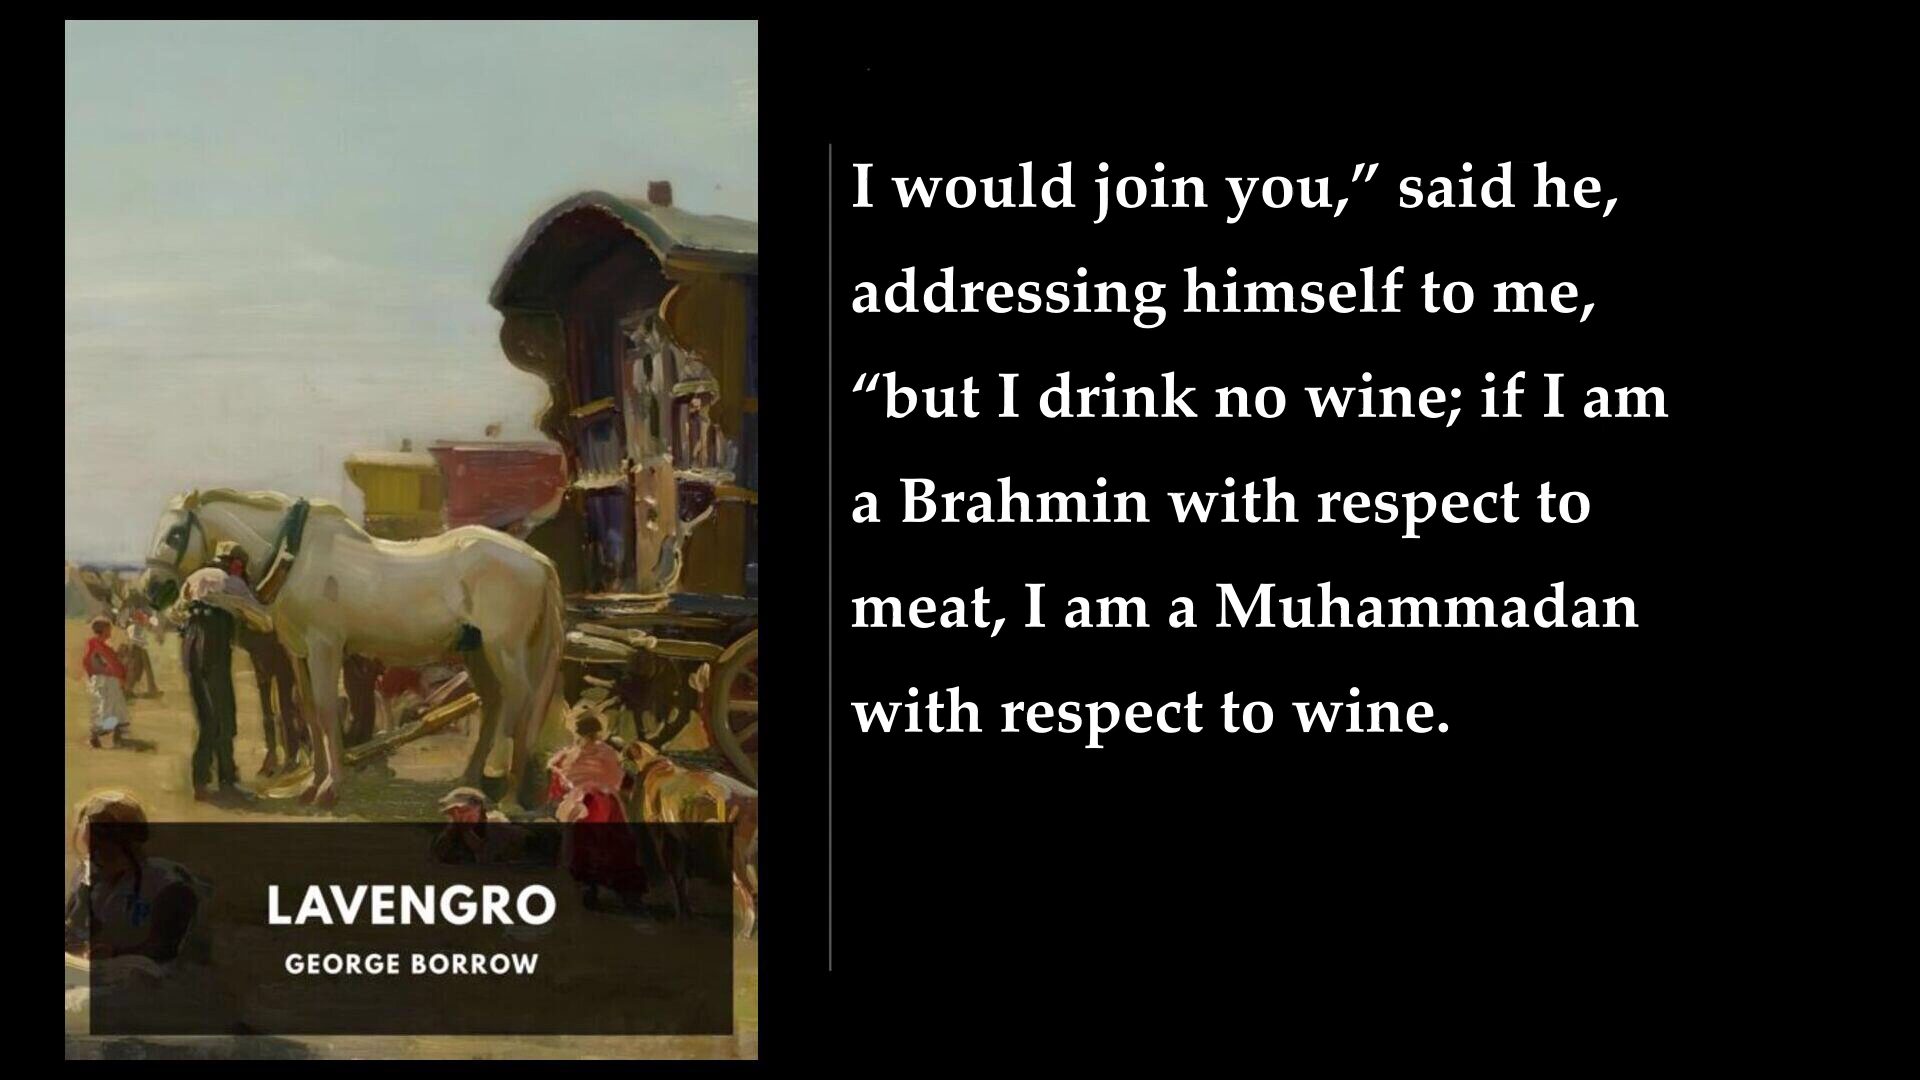 I would join you,” said he,
addressing himself to me,
“but I drink no wine; if I am
a Brahmin with respect to
meat, I am a Muhammadan
with respect to wine.
LAVENGRO
GEORGE BORROW